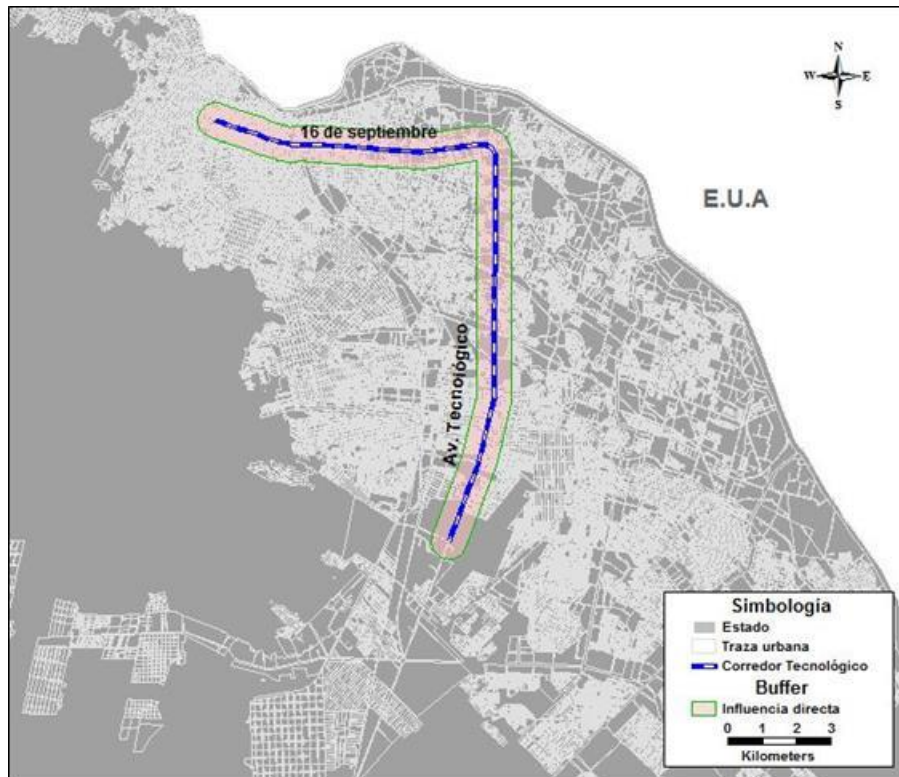 N
W E
S
16 de septiembre
E.U.A
Av. Tecnológico
Simbología
Estado
Traza urbana
Corredor Tecnológico
Buffer
Influencia directa
0 1 2 3
Kilometers